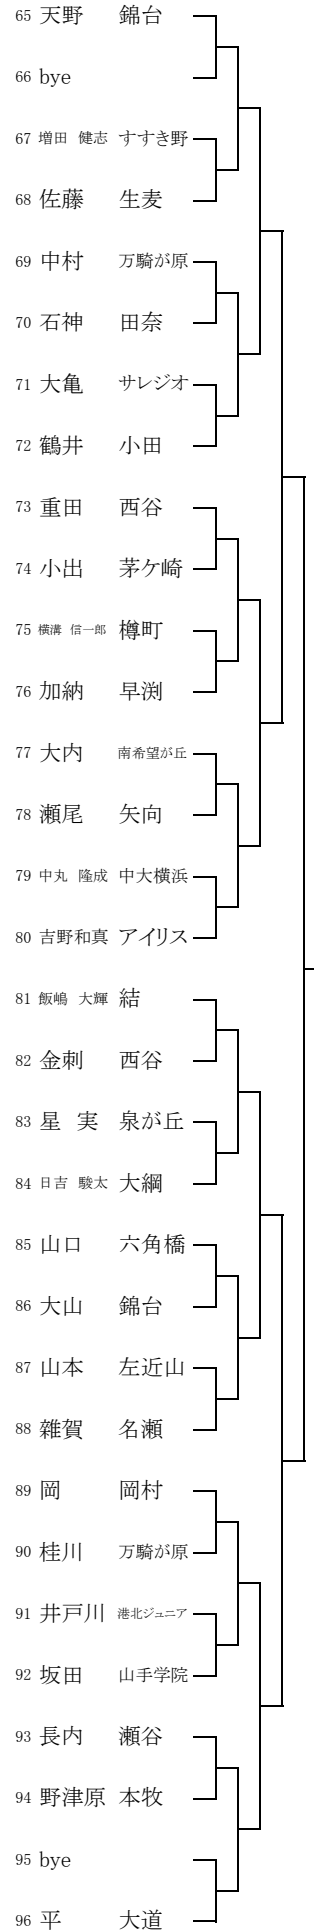 65 天野 錦台
66 bye
67 増田 健志 すすき野
68 佐藤 生麦
69 中村 万騎が原
70 石神 田奈
71 大亀 サレジオ
72 鶴井 小田
73 重田 西谷
74 小出 茅ケ崎
75 横溝 信一郎 樽町
76 加納 早渕
77 大内 南希望が丘
78 瀬尾 矢向
79 中丸 隆成 中大横浜
80 吉野和真 アイリス
81 飯嶋 大輝 結
82 金刺 西谷
83 星 実 泉が丘
84 日吉 駿太 大綱
85 山口 六角橋
86 大山 錦台
87 山本 左近山
88 雑賀 名瀬
89 岡 岡村
90 桂川 万騎が原
91 井戸川 港北ジュニア
92 坂田 山手学院
93 長内 瀬谷
94 野津原 本牧
95 bye
96 平 大道